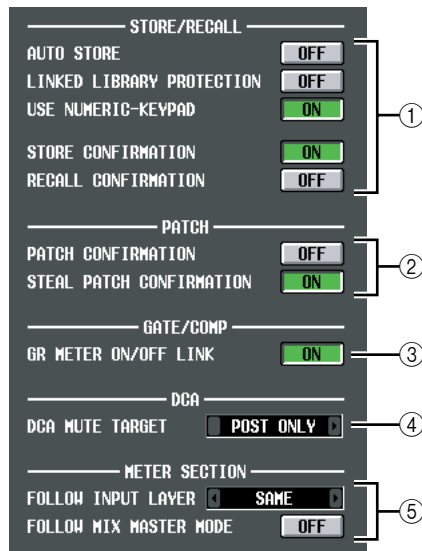 STORE/RECALL
AUTO STORE OFF
LINKED LIBRARY PROTECTION OFF
USE NUMERIC-KEYPAD ON
①
STORE CONFIRMATION ON
RECALL CONFIRMATION OFF
PATCH
PATCH CONFIRMATION OFF
②
STEAL PATCH CONFIRMATION ON
GATE/COMP
GR METER ON/OFF LINK ON ③
DCA
DCA MUTE TARGET POST ONLY ④
METER SECTION
FOLLOW INPUT LAYER SAME
⑤
FOLLOW MIX MASTER MODE OFF